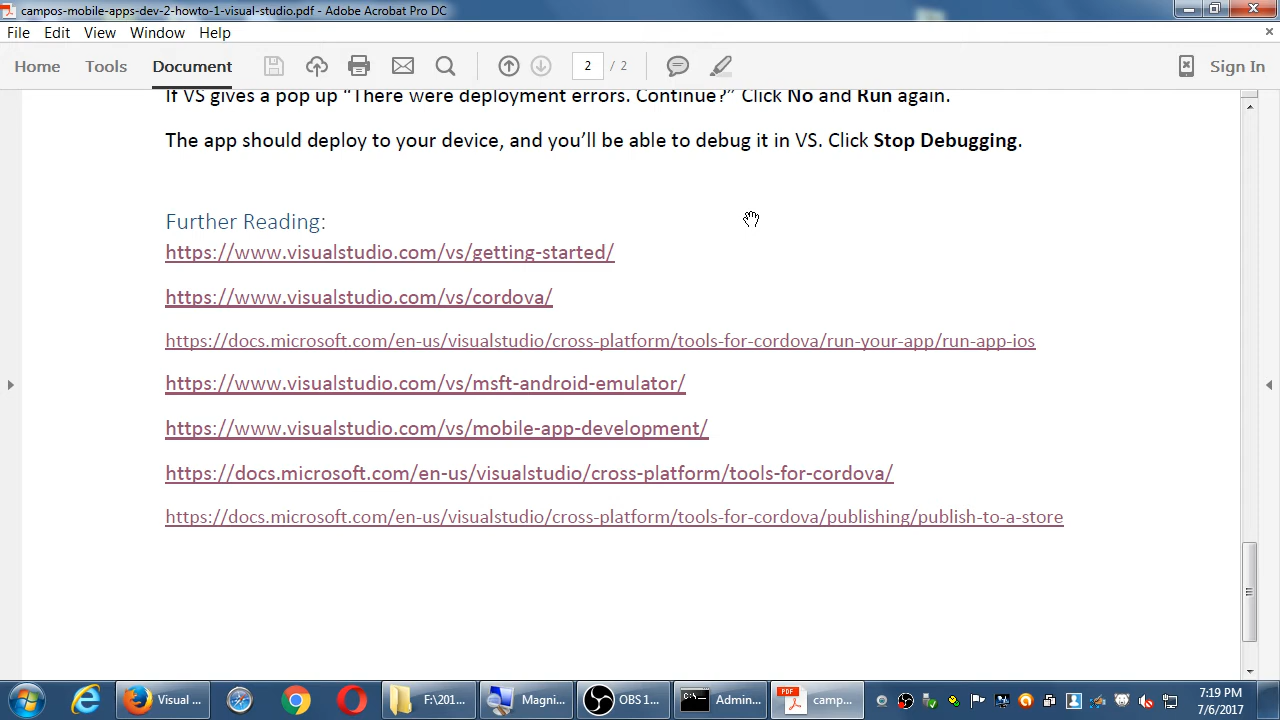 campos-mobile-apps-dev-2-howto-1-visual-studio.pdf - Adobe Acrobat Pro DC
File Edit View Window Help
Home Tools Document 2 / 2 Sign In
If VS gives a pop up “There were deployment errors. Continue?” Click No and Run again.
The app should deploy to your device, and you’ll be able to debug it in VS. Click Stop Debugging.
Further Reading:
https://www.visualstudio.com/vs/getting-started/
https://www.visualstudio.com/vs/cordova/
https://docs.microsoft.com/en-us/visualstudio/cross-platform/tools-for-cordova/run-your-app/run-app-ios
https://www.visualstudio.com/vs/msft-android-emulator/
https://www.visualstudio.com/vs/mobile-app-development/
https://docs.microsoft.com/en-us/visualstudio/cross-platform/tools-for-cordova/
https://docs.microsoft.com/en-us/visualstudio/cross-platform/tools-for-cordova/publishing/publish-to-a-store
Visual ... F:\201... Magni... OBS 1... C:\. Admin... PDF camp... 7:19 PM
7/6/2017